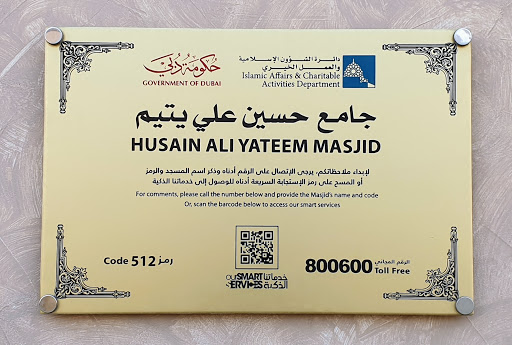 حكومة دبي
GOVERNMENT OF DUBAI
دائرة الشؤون الإسلامية
والعمل الخيري
Islamic Affairs & Charitable
Activities Department
جامع حسين علي يتيم
HUSAIN ALI YATEEM MASJID
لإبداء ملاحظاتكم، يرجى الإتصال على الرقم أدناه وذكر اسم المسجد والرمز
أو المسح على رمز الإستجابة السريعة أدناه للوصول إلى خدماتنا الذكية
For comments, please call the number below and provide the Masjid's name and code
Or, scan the barcode below to access our smart services
Code 512 رمز
OUR SMART SERVICES
خدماتنا الذكية
800600
الرقم المجاني
Toll Free